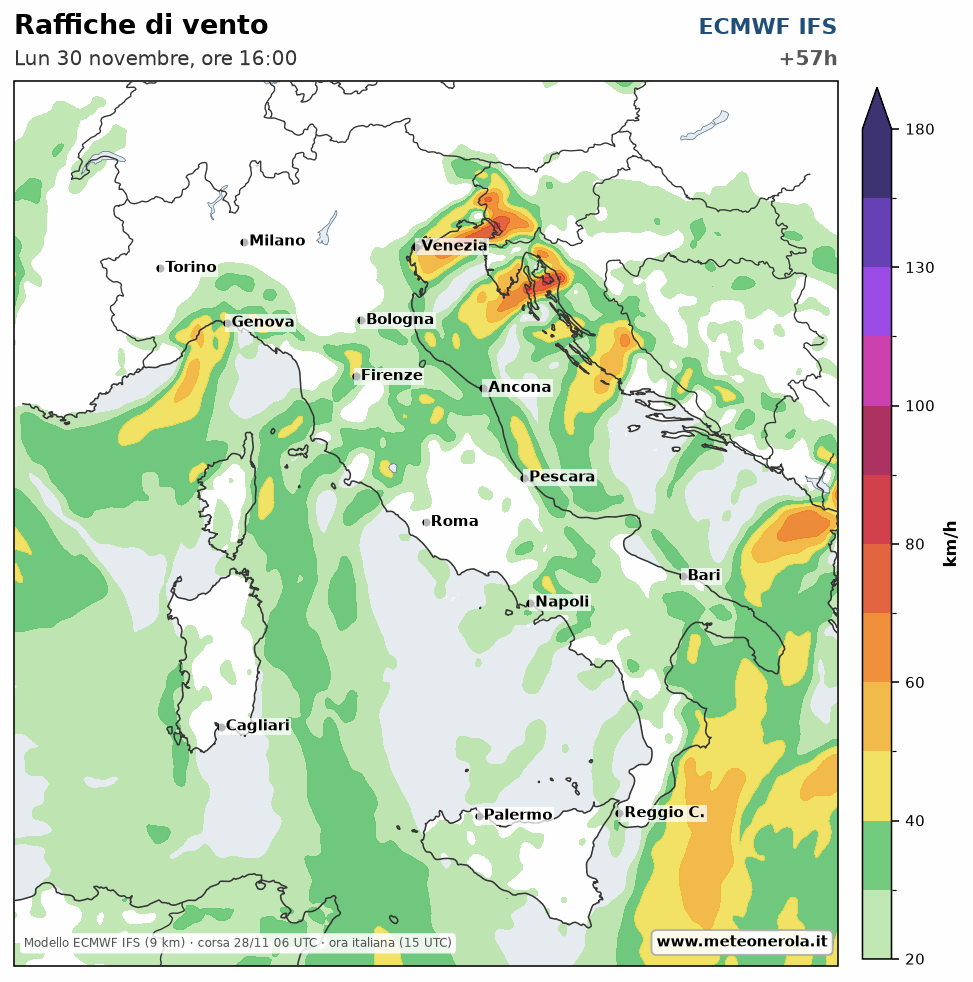 Raffiche di vento
ECMWF IFS
Lun 30 novembre, ore 16:00
+57h
180
130
100
80
60
40
20
km/h
Milano
Venezia
Torino
Genova
Bologna
Firenze
Ancona
Pescara
Roma
Bari
Napoli
Cagliari
Palermo
Reggio C.
Modello ECMWF IFS (9 km) · corsa 28/11 06 UTC · ora italiana (15 UTC)
www.meteonerola.it